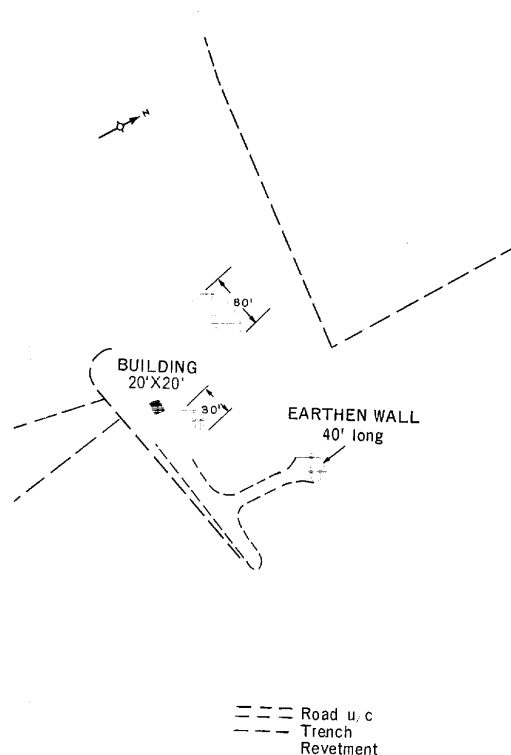 N
80'
BUILDING
20'X20'
30'
EARTHEN WALL
40' long
Road u/c
Trench
Revetment